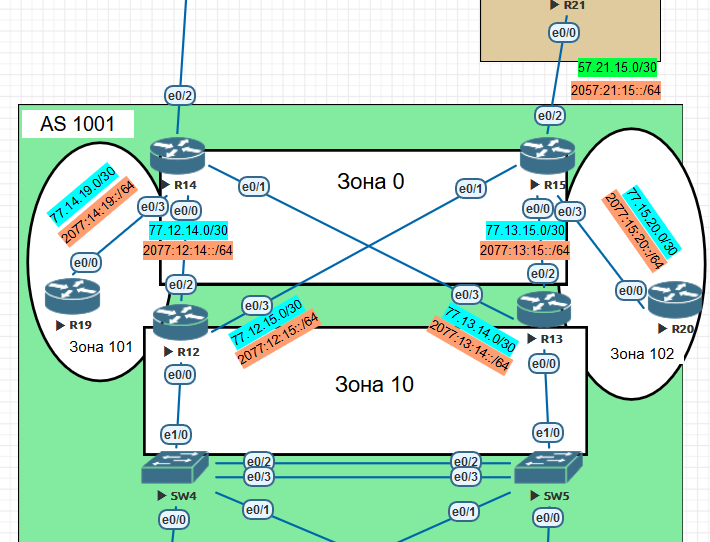 R21
e0/0
57.21.15.0/30
2057:21:15::/64
e0/2
e0/2
AS 1001
Зона 0
R14
R15
e0/1
e0/1
77.14.19.0/30
2077:14:19::/64
e0/3
e0/0
e0/0
e0/3
77.15.20.0/30
2077:15:20::/64
77.12.14.0/30
2077:12:14::/64
77.13.15.0/30
2077:13:15::/64
e0/0
e0/2
e0/2
e0/0
R19
Зона 101
e0/3
e0/3
77.12.15.0/30
2077:12:15::/64
77.13.14.0/30
2077:13:14::/64
R12
R13
R20
Зона 102
e0/0
e0/0
Зона 10
e1/0
e1/0
e0/2
e0/2
e0/3
e0/3
SW4
SW5
e0/1
e0/1
e0/0
e0/0